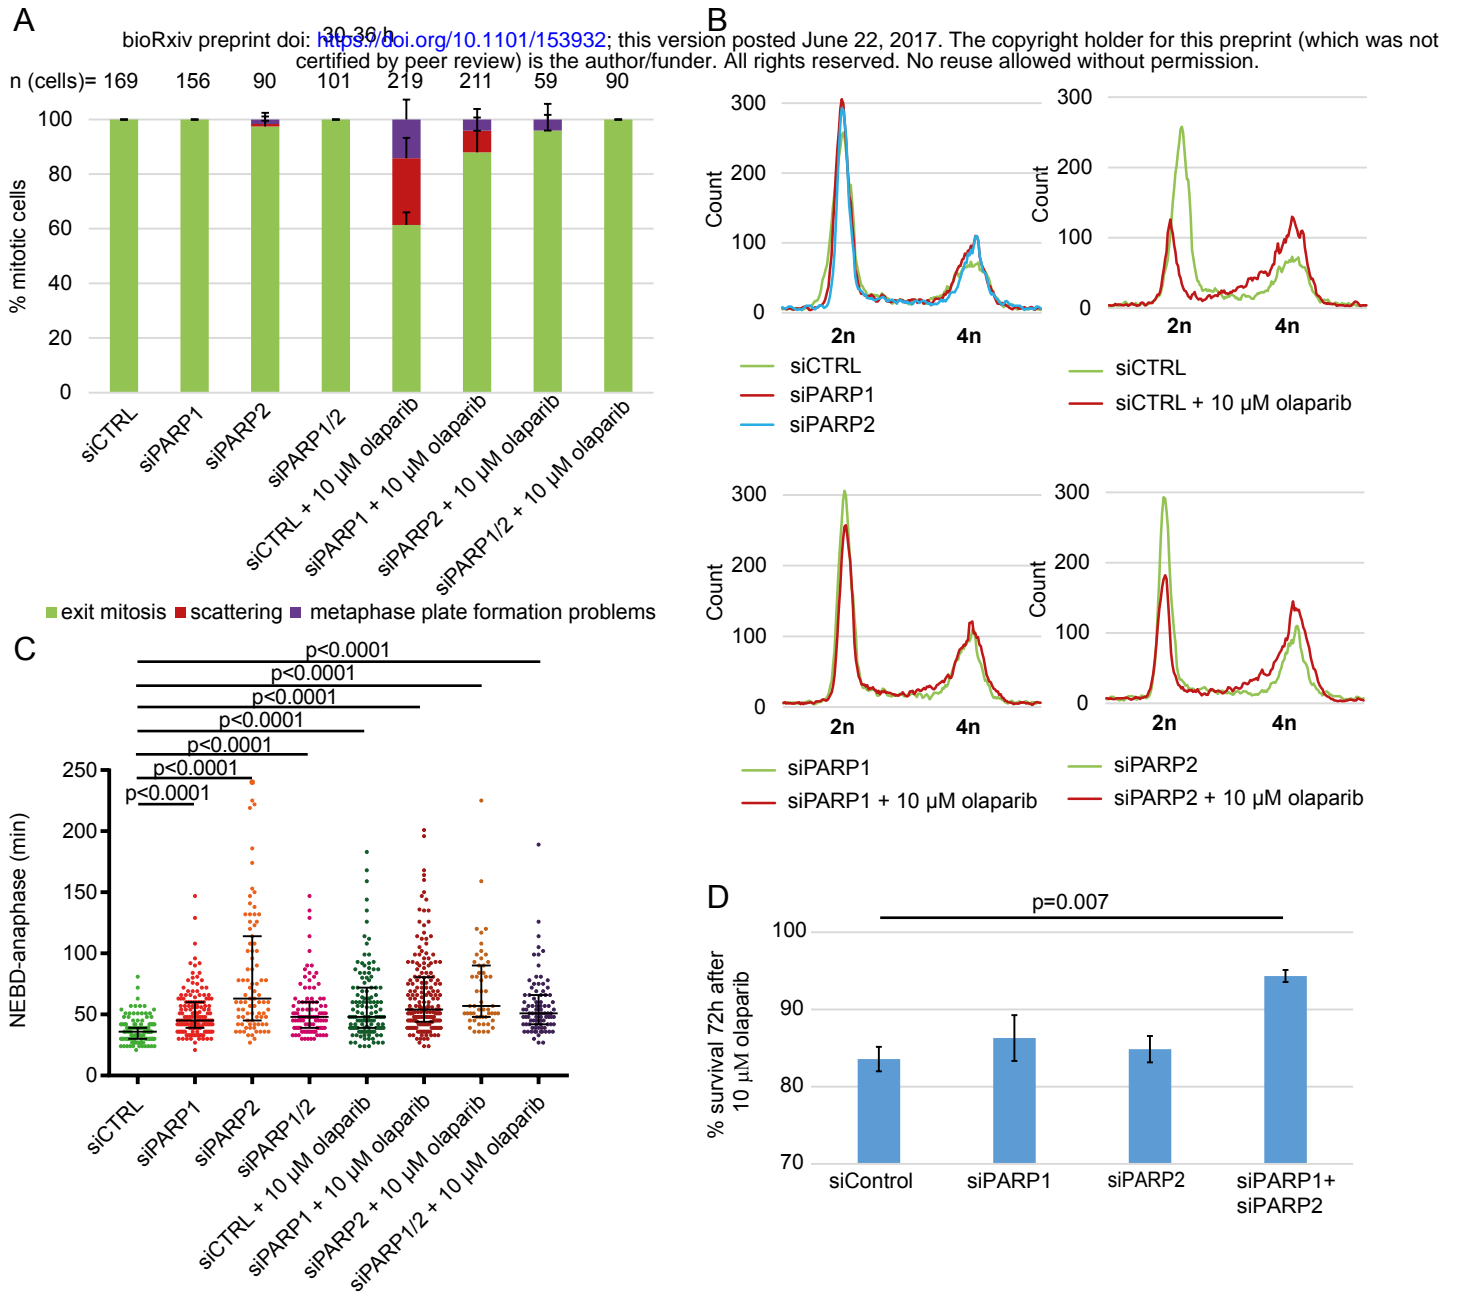 A
B
30-36 h
bioRxiv preprint doi: https://doi.org/10.1101/153932; this version posted June 22, 2017. The copyright holder for this preprint (which was not
certified by peer review) is the author/funder. All rights reserved. No reuse allowed without permission.
n (cells)= 169 156 90 101 219 211 59 90
% mitotic cells
100
80
60
40
20
0
siCTRL
siPARP1
siPARP2
siPARP1/2
siCTRL + 10 µM olaparib
siPARP1 + 10 µM olaparib
siPARP2 + 10 µM olaparib
siPARP1/2 + 10 µM olaparib
exit mitosis scattering metaphase plate formation problems
Count
300
200
100
0
2n 4n
siCTRL
siPARP1
siPARP2
Count
300
200
100
0
2n 4n
siCTRL
siCTRL + 10 µM olaparib
Count
300
200
100
0
2n 4n
siPARP1
siPARP1 + 10 µM olaparib
Count
300
200
100
0
2n 4n
siPARP2
siPARP2 + 10 µM olaparib
C
p<0.0001
p<0.0001
p<0.0001
p<0.0001
p<0.0001
p<0.0001
p<0.0001
NEBD-anaphase (min)
250
200
150
100
50
0
siCTRL
siPARP1
siPARP2
siPARP1/2
siCTRL + 10 µM olaparib
siPARP1 + 10 µM olaparib
siPARP2 + 10 µM olaparib
siPARP1/2 + 10 µM olaparib
D
p=0.007
% survival 72h after
10 µM olaparib
100
90
80
70
siControl siPARP1 siPARP2 siPARP1+
siPARP2